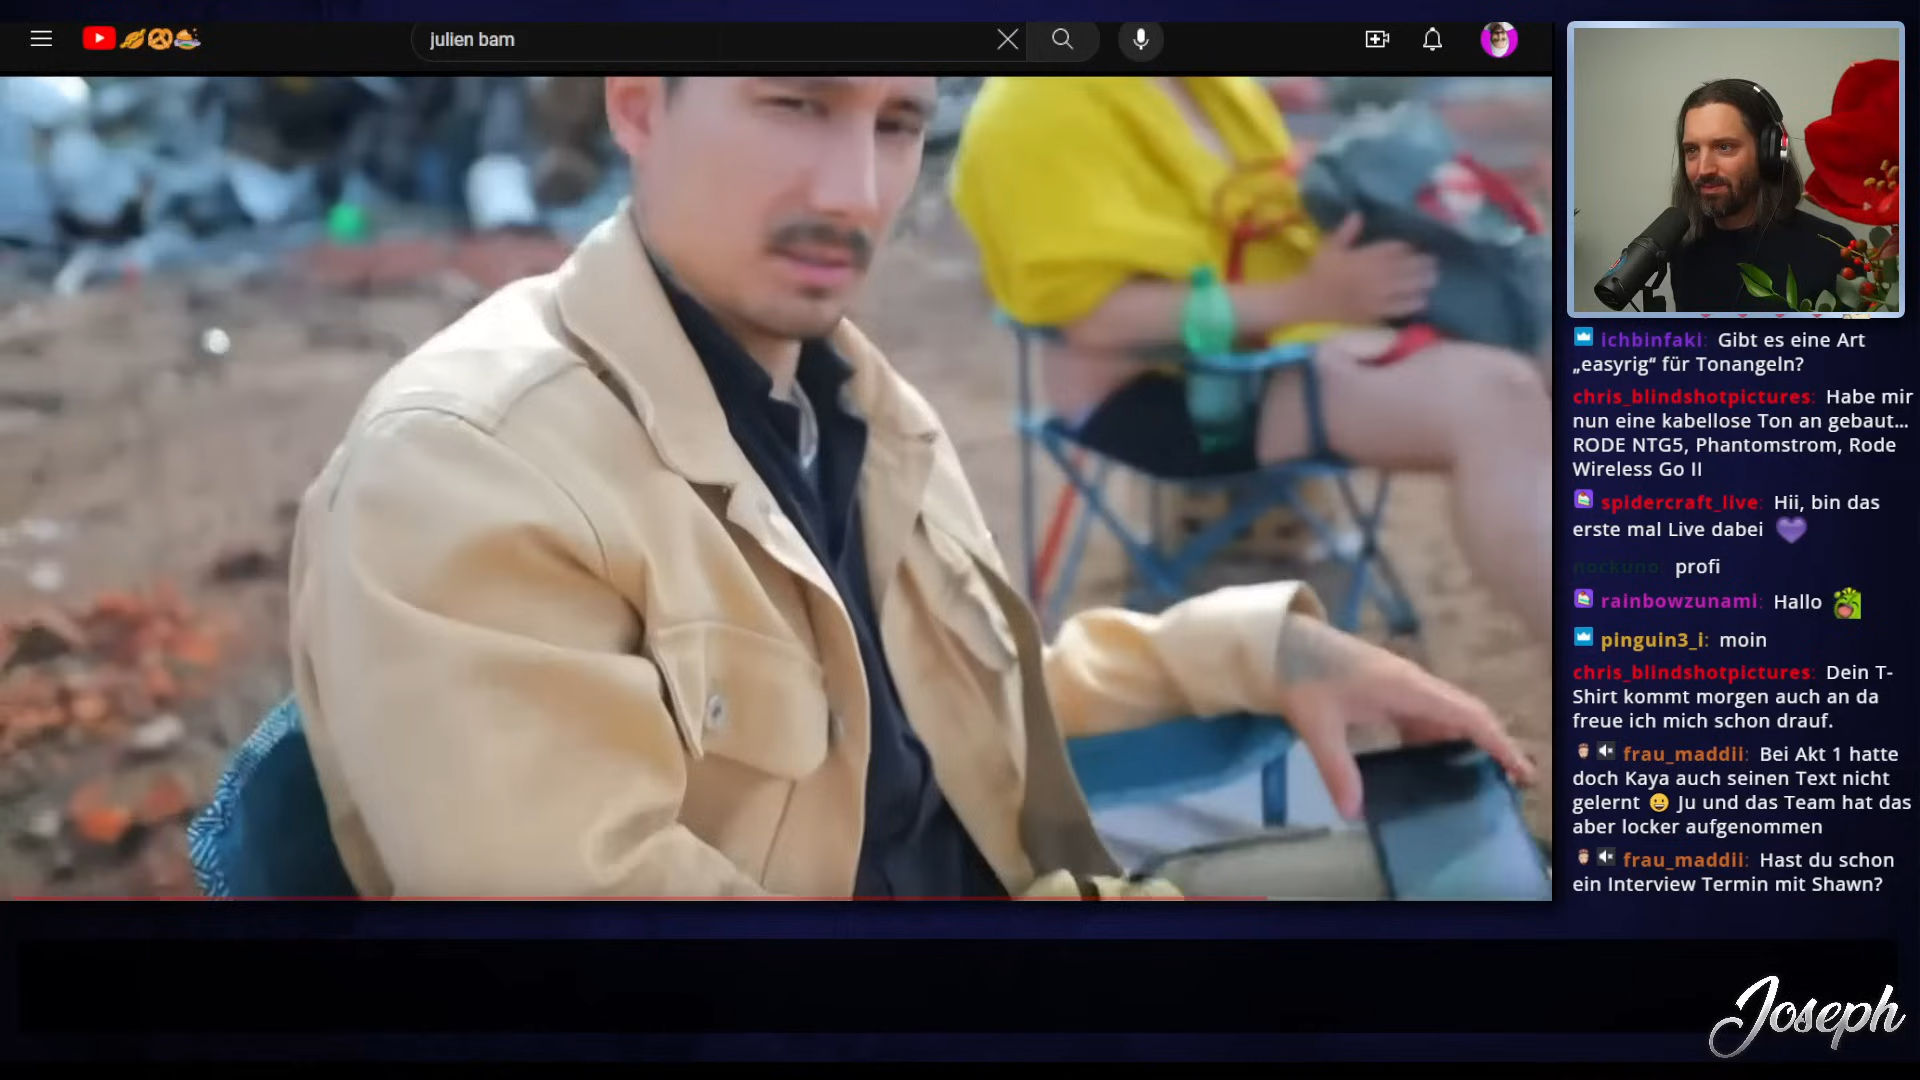 julien bam
ichbinfaki: Gibt es eine Art
„easyrig“ für Tonangeln?
chris_blindshotpictures: Habe mir
nun eine kabellose Ton an gebaut...
RODE NTG5, Phantomstrom, Rode
Wireless Go II
spidercraft_live: Hii, bin das
erste mal Live dabei
nockuno profi
rainbowzunami: Hallo
pinguin3_i: moin
chris_blindshotpictures: Dein T-
Shirt kommt morgen auch an da
freue ich mich schon drauf.
frau_maddii: Bei Akt 1 hatte
doch Kaya auch seinen Text nicht
gelernt 😀 Ju und das Team hat das
aber locker aufgenommen
frau_maddii: Hast du schon
ein Interview Termin mit Shawn?
Joseph